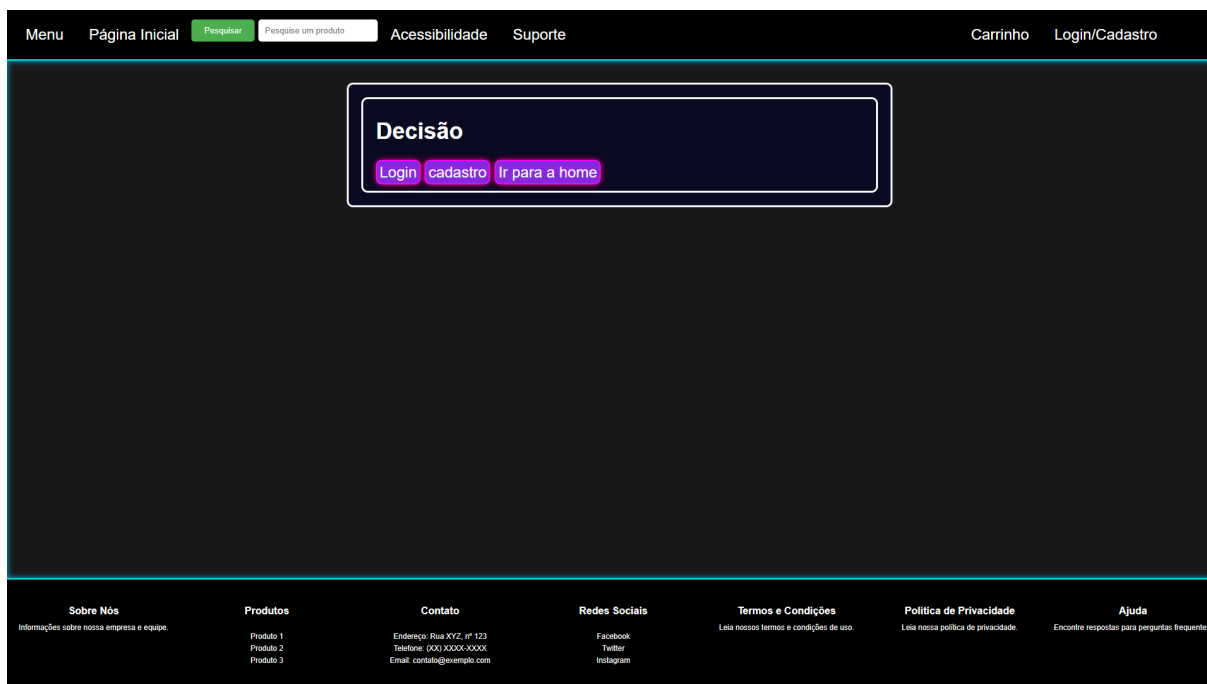 Menu Página Inicial Pesquisar Pesquise um produto Acessibilidade Suporte Carrinho Login/Cadastro
Decisão
Login cadastro Ir para a home
Sobre Nós
Informações sobre nossa empresa e equipe.
Produtos
Produto 1
Produto 2
Produto 3
Contato
Endereço: Rua XYZ, nº 123
Telefone: (XX) XXXX-XXXX
Email: contato@exemplo.com
Redes Sociais
Facebook
Twitter
Instagram
Termos e Condições
Leia nossos termos e condições de uso.
Política de Privacidade
Leia nossa política de privacidade.
Ajuda
Encontre respostas para perguntas frequente